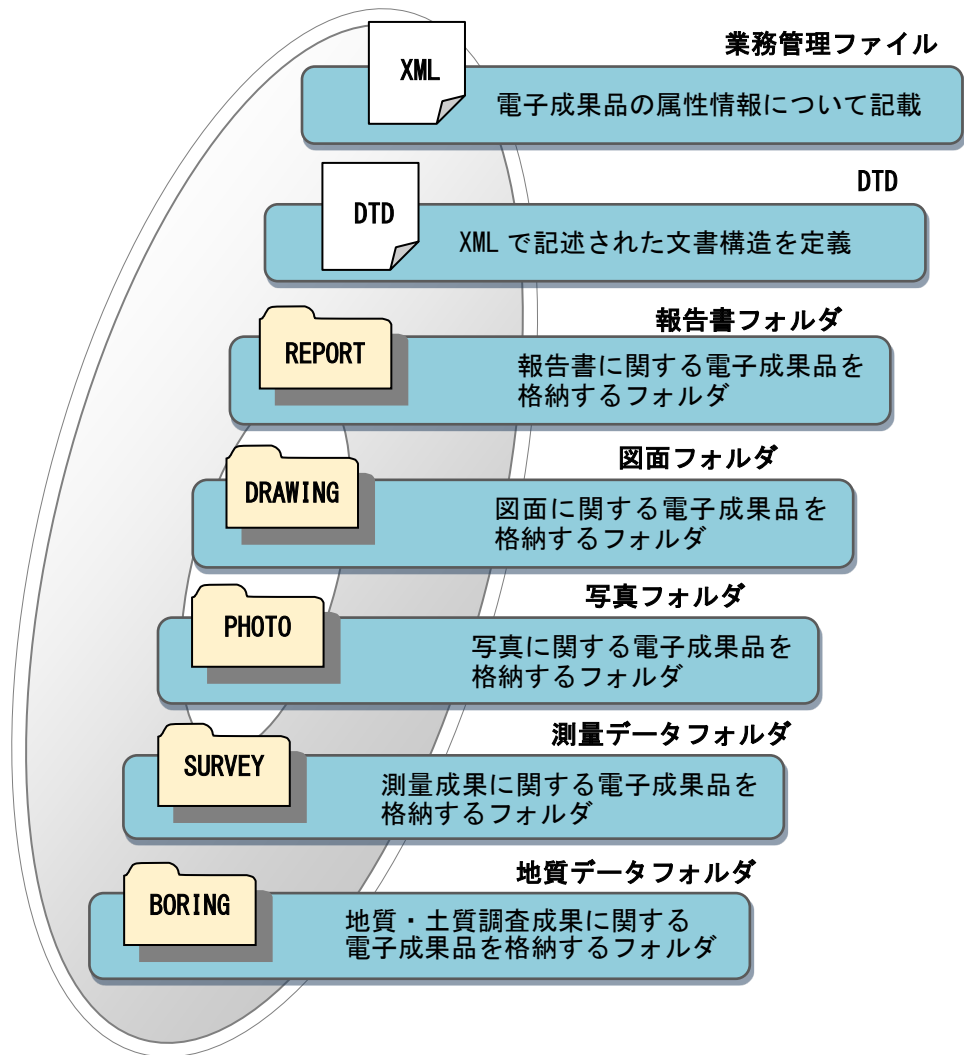 業務管理ファイル
XML
電子成果品の属性情報について記載
DTD
DTD
XML で記述された文書構造を定義
報告書フォルダ
REPORT
報告書に関する電子成果品を
格納するフォルダ
図面フォルダ
DRAWING
図面に関する電子成果品を
格納するフォルダ
写真フォルダ
PHOTO
写真に関する電子成果品を
格納するフォルダ
測量データフォルダ
SURVEY
測量成果に関する電子成果品を
格納するフォルダ
地質データフォルダ
BORING
地質・土質調査成果に関する
電子成果品を格納するフォルダ